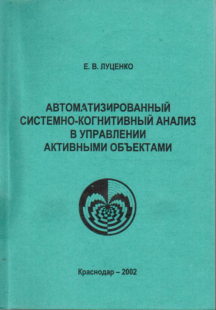 Е. В. ЛУЦЕНКО
АВТОМАТИЗИРОВАННЫЙ
СИСТЕМНО-КОГНИТИВНЫЙ АНАЛИЗ
В УПРАВЛЕНИИ
АКТИВНЫМИ ОБЪЕКТАМИ
Краснодар – 2002